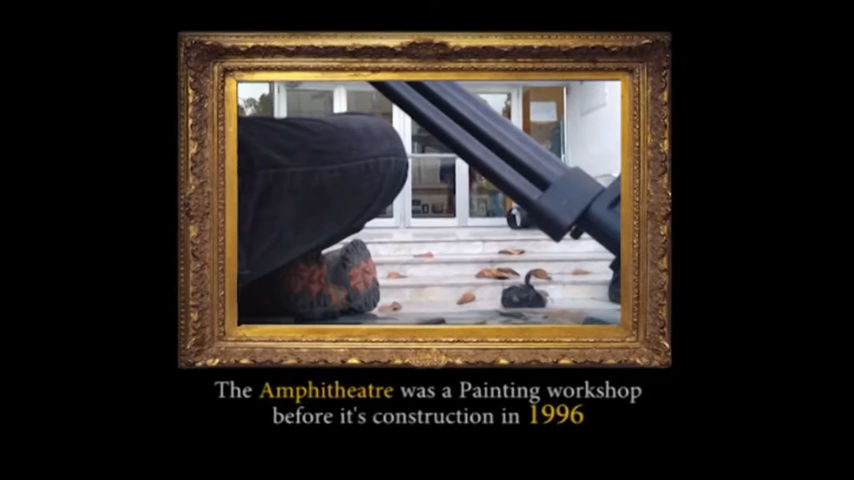 The Amphitheatre was a Painting workshop
before it's construction in 1996